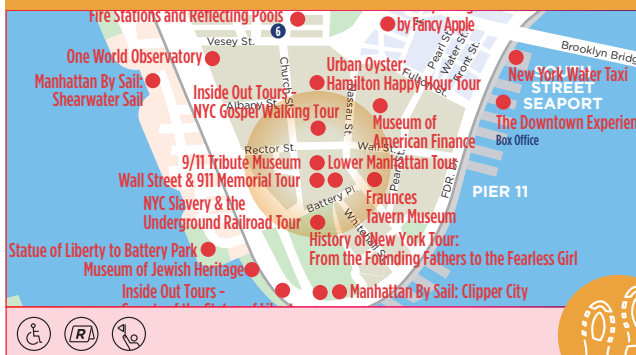 Fire Stations and Reflecting Pools
by Fancy Apple
6
Vesey St.
Pearl St.
Water St.
Front St.
Brooklyn Bridge
One World Observatory
Urban Oyster:
Hamilton Happy Hour Tour
Fulton St.
New York Water Taxi
SOUTH
STREET
SEAPORT
Manhattan By Sail:
Shearwater Sail
Church St.
Inside Out Tours -
NYC Gospel Walking Tour
Albany St.
Nassau St.
Museum of
American Finance
The Downtown Experien
Box Office
Rector St.
Wall St.
9/11 Tribute Museum
Lower Manhattan Tour
Wall Street & 911 Memorial Tour
Pearl St.
FDR. Dr
PIER 11
Battery Pl.
NYC Slavery & the
Underground Railroad Tour
Fraunces
Tavern Museum
Whitehall St.
Statue of Liberty to Battery Park
History of New York Tour:
From the Founding Fathers to the Fearless Girl
Museum of Jewish Heritage
Inside Out Tours -
Manhattan By Sail: Clipper City
R